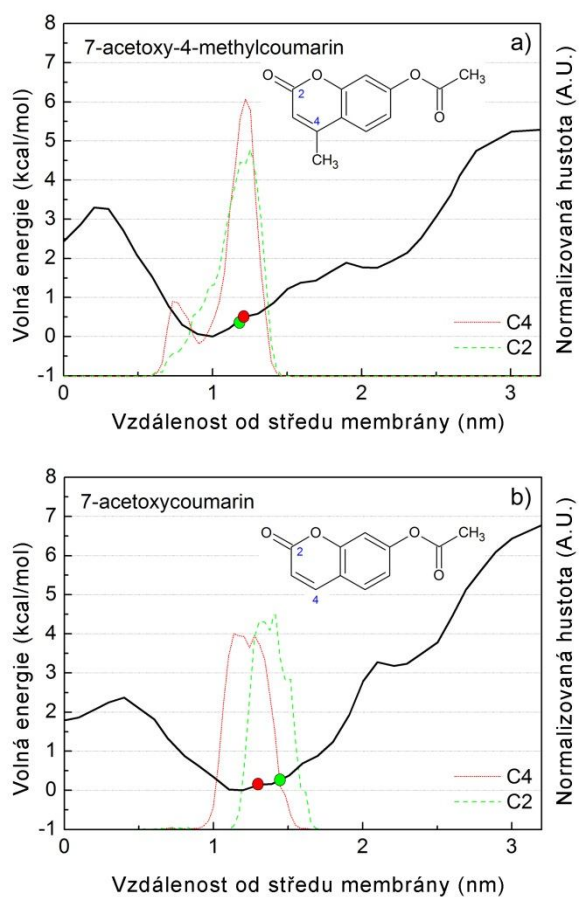 7-acetoxy-4-methylcoumarin
a)
8
7
6
5
4
3
2
1
0
-1
Volná energie (kcal/mol)
Normalizovaná hustota (A.U.)
O
O
O
CH3
O
2
4
CH3
C4
C2
0
1
2
3
Vzdálenost od středu membrány (nm)
7-acetoxycoumarin
b)
8
7
6
5
4
3
2
1
0
-1
Volná energie (kcal/mol)
Normalizovaná hustota (A.U.)
O
O
O
CH3
O
2
4
C4
C2
0
1
2
3
Vzdálenost od středu membrány (nm)